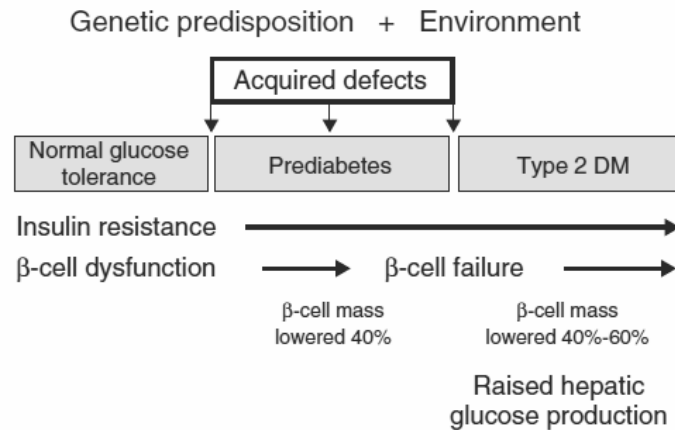 Genetic predisposition + Environment
Acquired defects
Normal glucose
tolerance
Prediabetes
Type 2 DM
Insulin resistance
β-cell dysfunction
β-cell failure
β-cell mass
lowered 40%
β-cell mass
lowered 40%-60%
Raised hepatic
glucose production